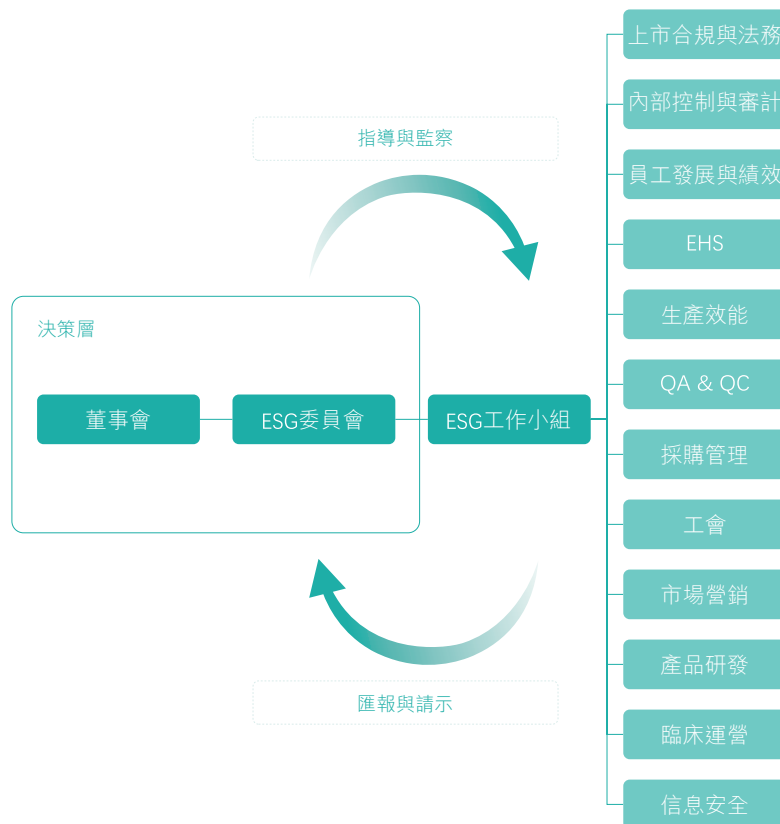 指導與監察
決策層
董事會
ESG委員會
ESG工作小組
匯報與請示
上市合規與法務
內部控制與審計
員工發展與績效
EHS
生產效能
QA & QC
採購管理
工會
市場營銷
產品研發
臨床運營
信息安全